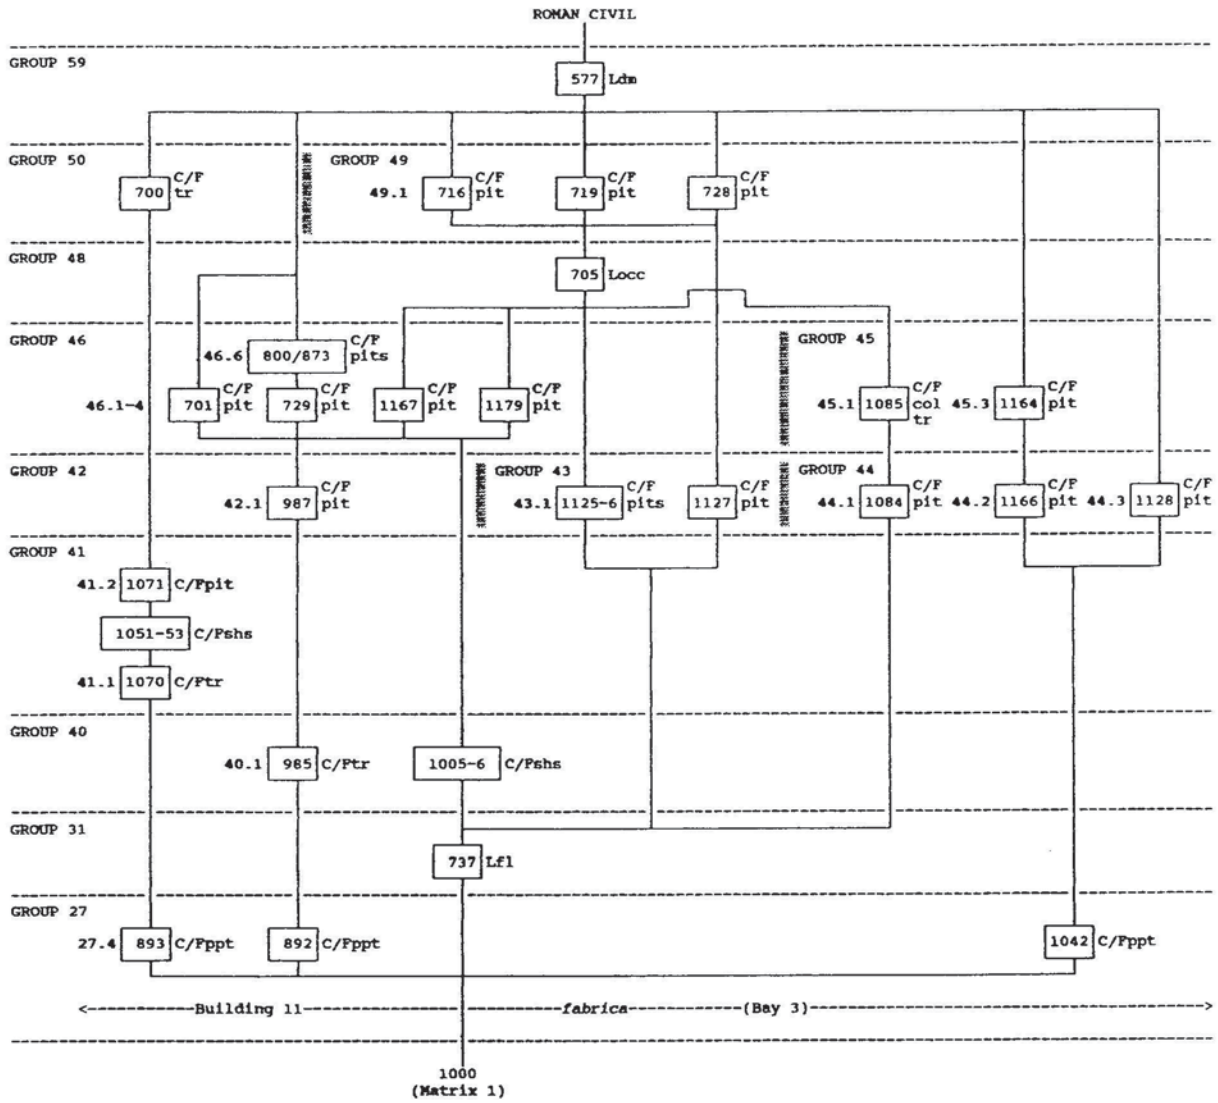 ROMAN CIVIL
GROUP 59
577 Ldm
GROUP 50
GROUP 49
700 C/F tr
49.1 716 C/F pit
719 C/F pit
728 C/F pit
GROUP 48
705 Locc
GROUP 46
GROUP 45
46.6 800/873 C/F pits
46.1-4 701 C/F pit
729 C/F pit
1167 C/F pit
1179 C/F pit
45.1 1085 C/F col tr
45.3 1164 C/F pit
GROUP 42
GROUP 43
GROUP 44
42.1 987 C/F pit
43.1 1125-6 C/F pits
1127 C/F pit
44.1 1084 C/F pit
44.2 1166 C/F pit
44.3 1128 C/F pit
GROUP 41
41.2 1071 C/Fpit
1051-53 C/Fshs
41.1 1070 C/Ftr
GROUP 40
40.1 985 C/Ftr
1005-6 C/Fshs
GROUP 31
737 Lfl
GROUP 27
27.4 893 C/Fppt
892 C/Fppt
1042 C/Fppt
<----------Building 11--------------------fabrica---------(Bay 3)---------------------------------->
1000
(Matrix 1)